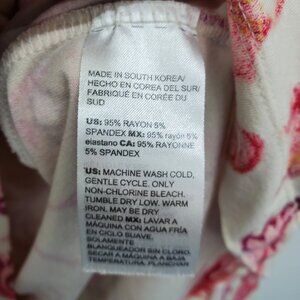 MADE IN SOUTH KOREA/
HECHO EN COREA DEL SUR/
FABRIQUÉ EN CORÉE DU
SUD
US: 95% RAYON 5%
SPANDEX MX: 95% rayón 5%
elastano CA: 95% RAYONNE
5% SPANDEX
US: MACHINE WASH COLD,
GENTLE CYCLE. ONLY
NON-CHLORINE BLEACH.
TUMBLE DRY LOW. WARM
IRON. MAY BE DRY
CLEANED MX: LAVAR A
MÁQUINA CON AGUA FRÍA
EN CICLO SUAVE.
BLANQUEADOR SIN CLORO.
SECAR A MÁQUINA A BAJA
TEMPERATURA. PLANCHAR